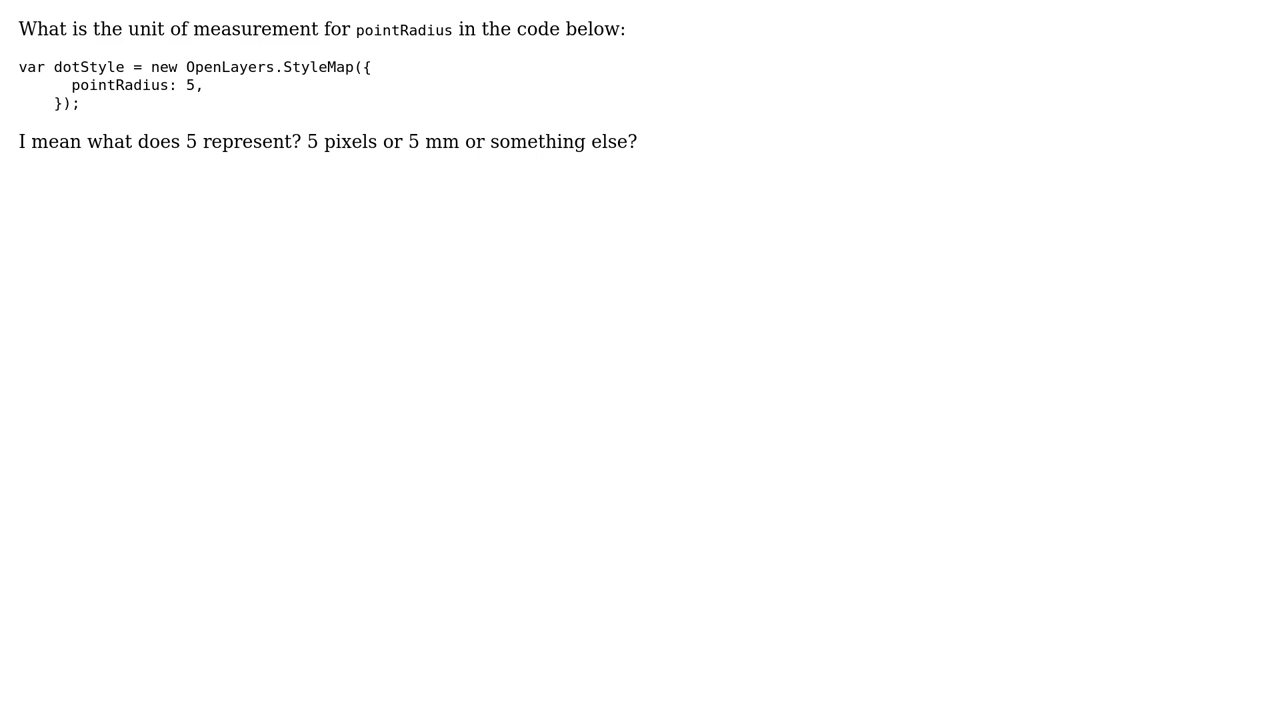 What is the unit of measurement for pointRadius in the code below:
var dotStyle = new OpenLayers.StyleMap({
      pointRadius: 5,
    });
I mean what does 5 represent? 5 pixels or 5 mm or something else?